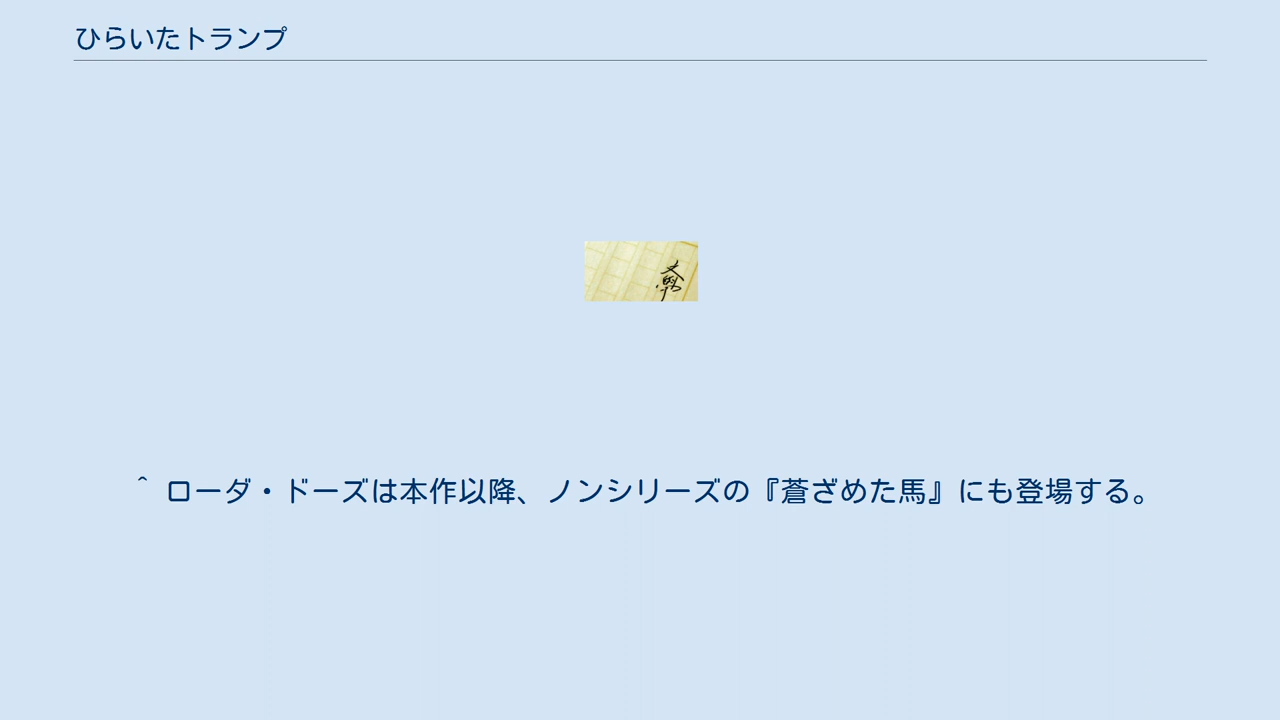 ひらいたトランプ
^ ローダ・ドーズは本作以降、ノンシリーズの『蒼ざめた馬』にも登場する。